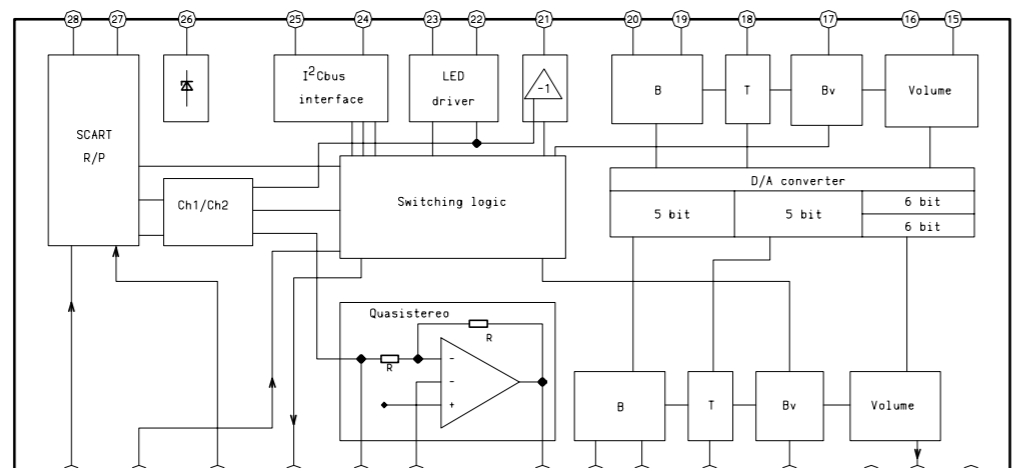 28 27 26 25 24 23 22 21 20 19 18 17 16 15
I²Cbus
interface
LED
driver
-1
B T Bv Volume
SCART
R/P
Ch1/Ch2
Switching logic
D/A converter
5 bit 5 bit 6 bit
6 bit
Quasistereo
R
R
-
-
+
B T Bv Volume